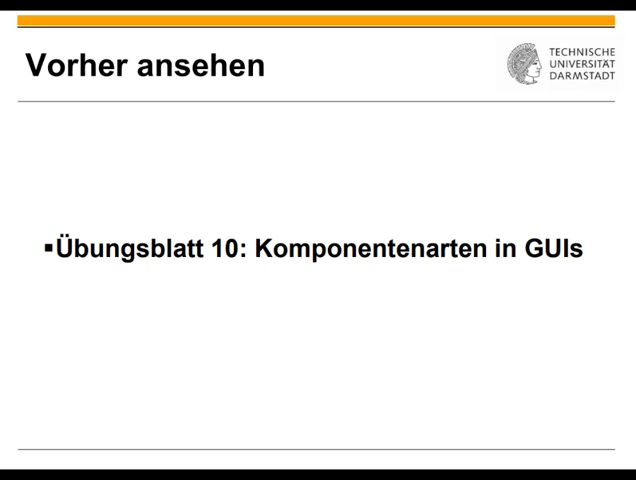 Vorher ansehen
TECHNISCHE
UNIVERSITÄT
DARMSTADT
▪Übungsblatt 10: Komponentenarten in GUIs